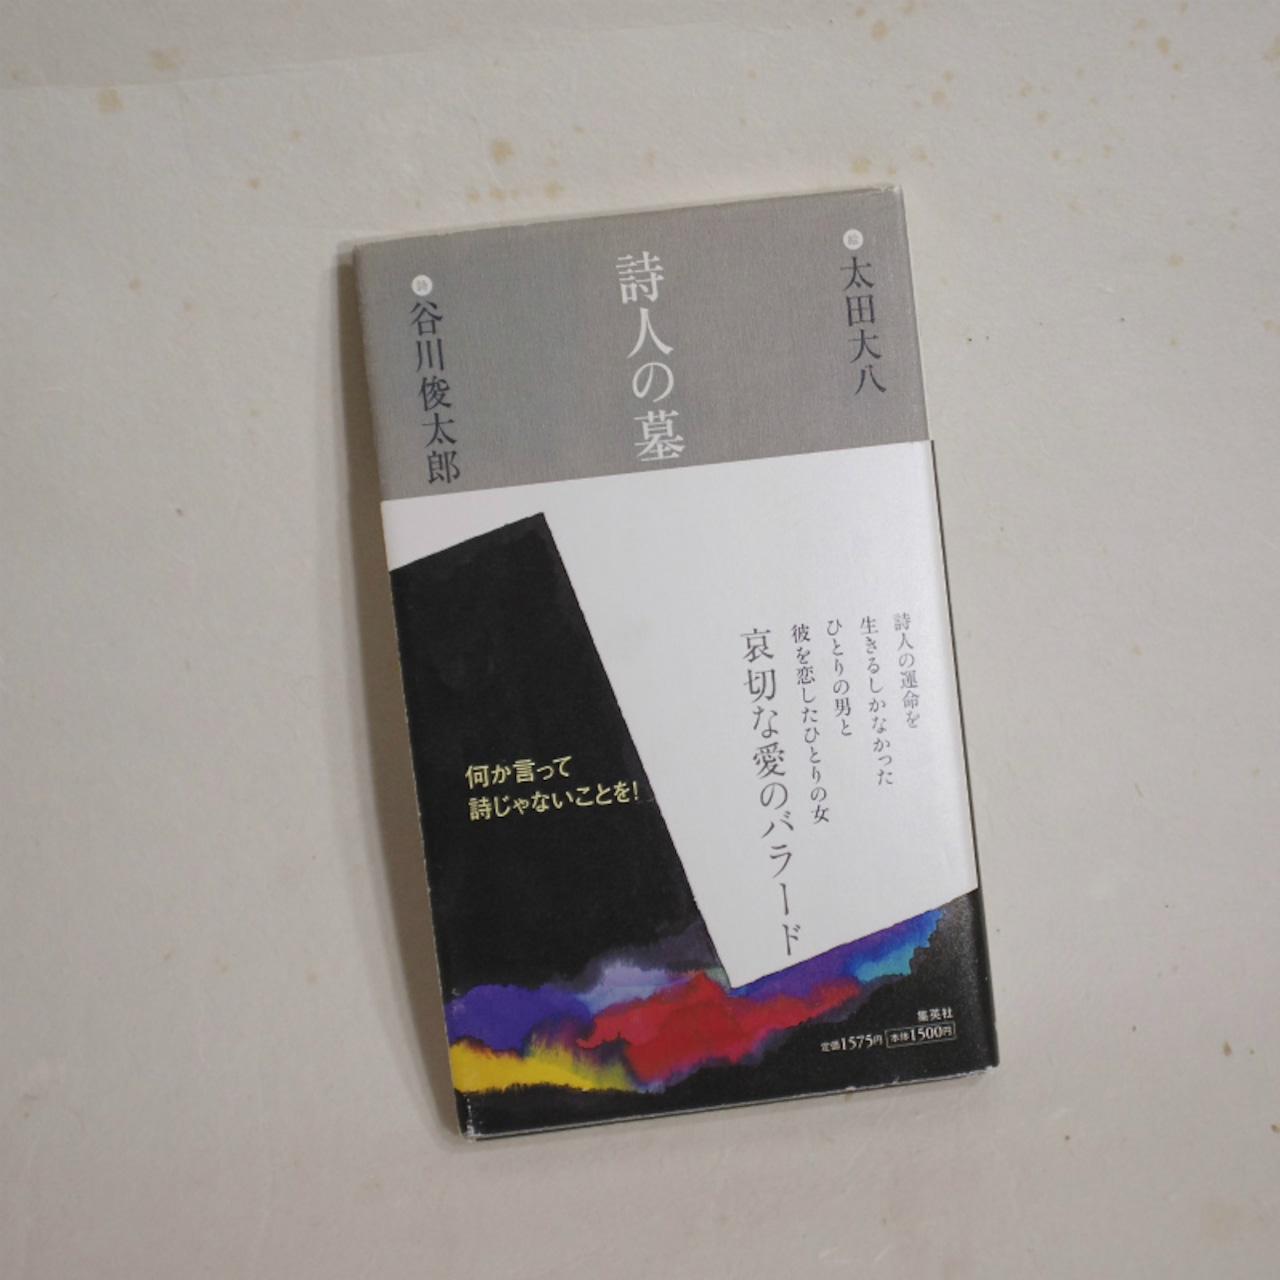 絵
太田大八
詩人の墓
詩
谷川俊太郎
詩人の運命を
生きるしかなかった
ひとりの男と
彼を恋したひとりの女
哀切な愛のバラード
何か言って
詩じゃないことを!
集英社
定価1575円 本体1500円